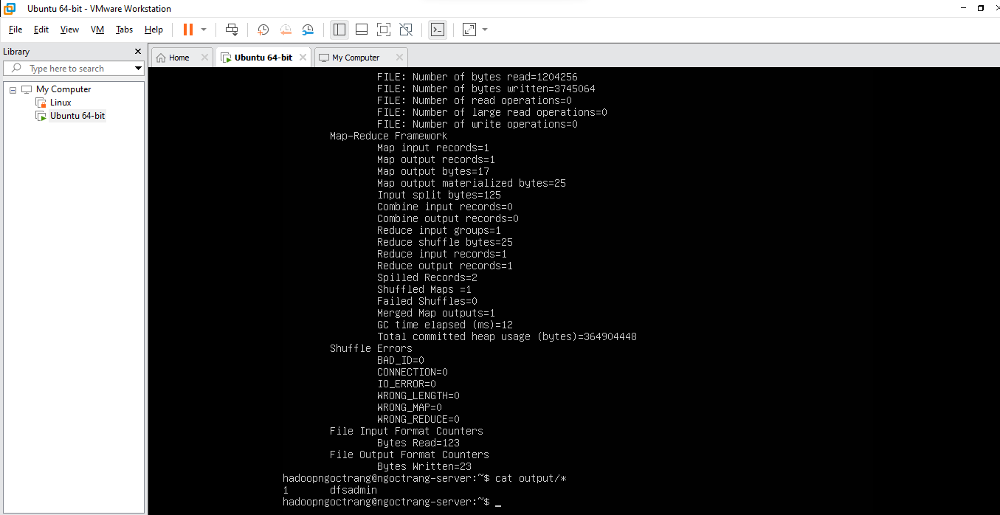 Ubuntu 64-bit - VMware Workstation
File Edit View VM Tabs Help
Library
Type here to search
My Computer
Linux
Ubuntu 64-bit
Home
Ubuntu 64-bit
My Computer
FILE: Number of bytes read=1204256
FILE: Number of bytes written=3745064
FILE: Number of read operations=0
FILE: Number of large read operations=0
FILE: Number of write operations=0
Map-Reduce Framework
Map input records=1
Map output records=1
Map output bytes=17
Map output materialized bytes=25
Input split bytes=125
Combine input records=0
Combine output records=0
Reduce input groups=1
Reduce shuffle bytes=25
Reduce input records=1
Reduce output records=1
Spilled Records=2
Shuffled Maps =1
Failed Shuffles=0
Merged Map outputs=1
GC time elapsed (ms)=12
Total committed heap usage (bytes)=364904448
Shuffle Errors
BAD_ID=0
CONNECTION=0
IO_ERROR=0
WRONG_LENGTH=0
WRONG_MAP=0
WRONG_REDUCE=0
File Input Format Counters
Bytes Read=123
File Output Format Counters
Bytes Written=23
hadoopngoctrang@ngoctrang-server:~$ cat output/*
1 dfsadmin
hadoopngoctrang@ngoctrang-server:~$ _